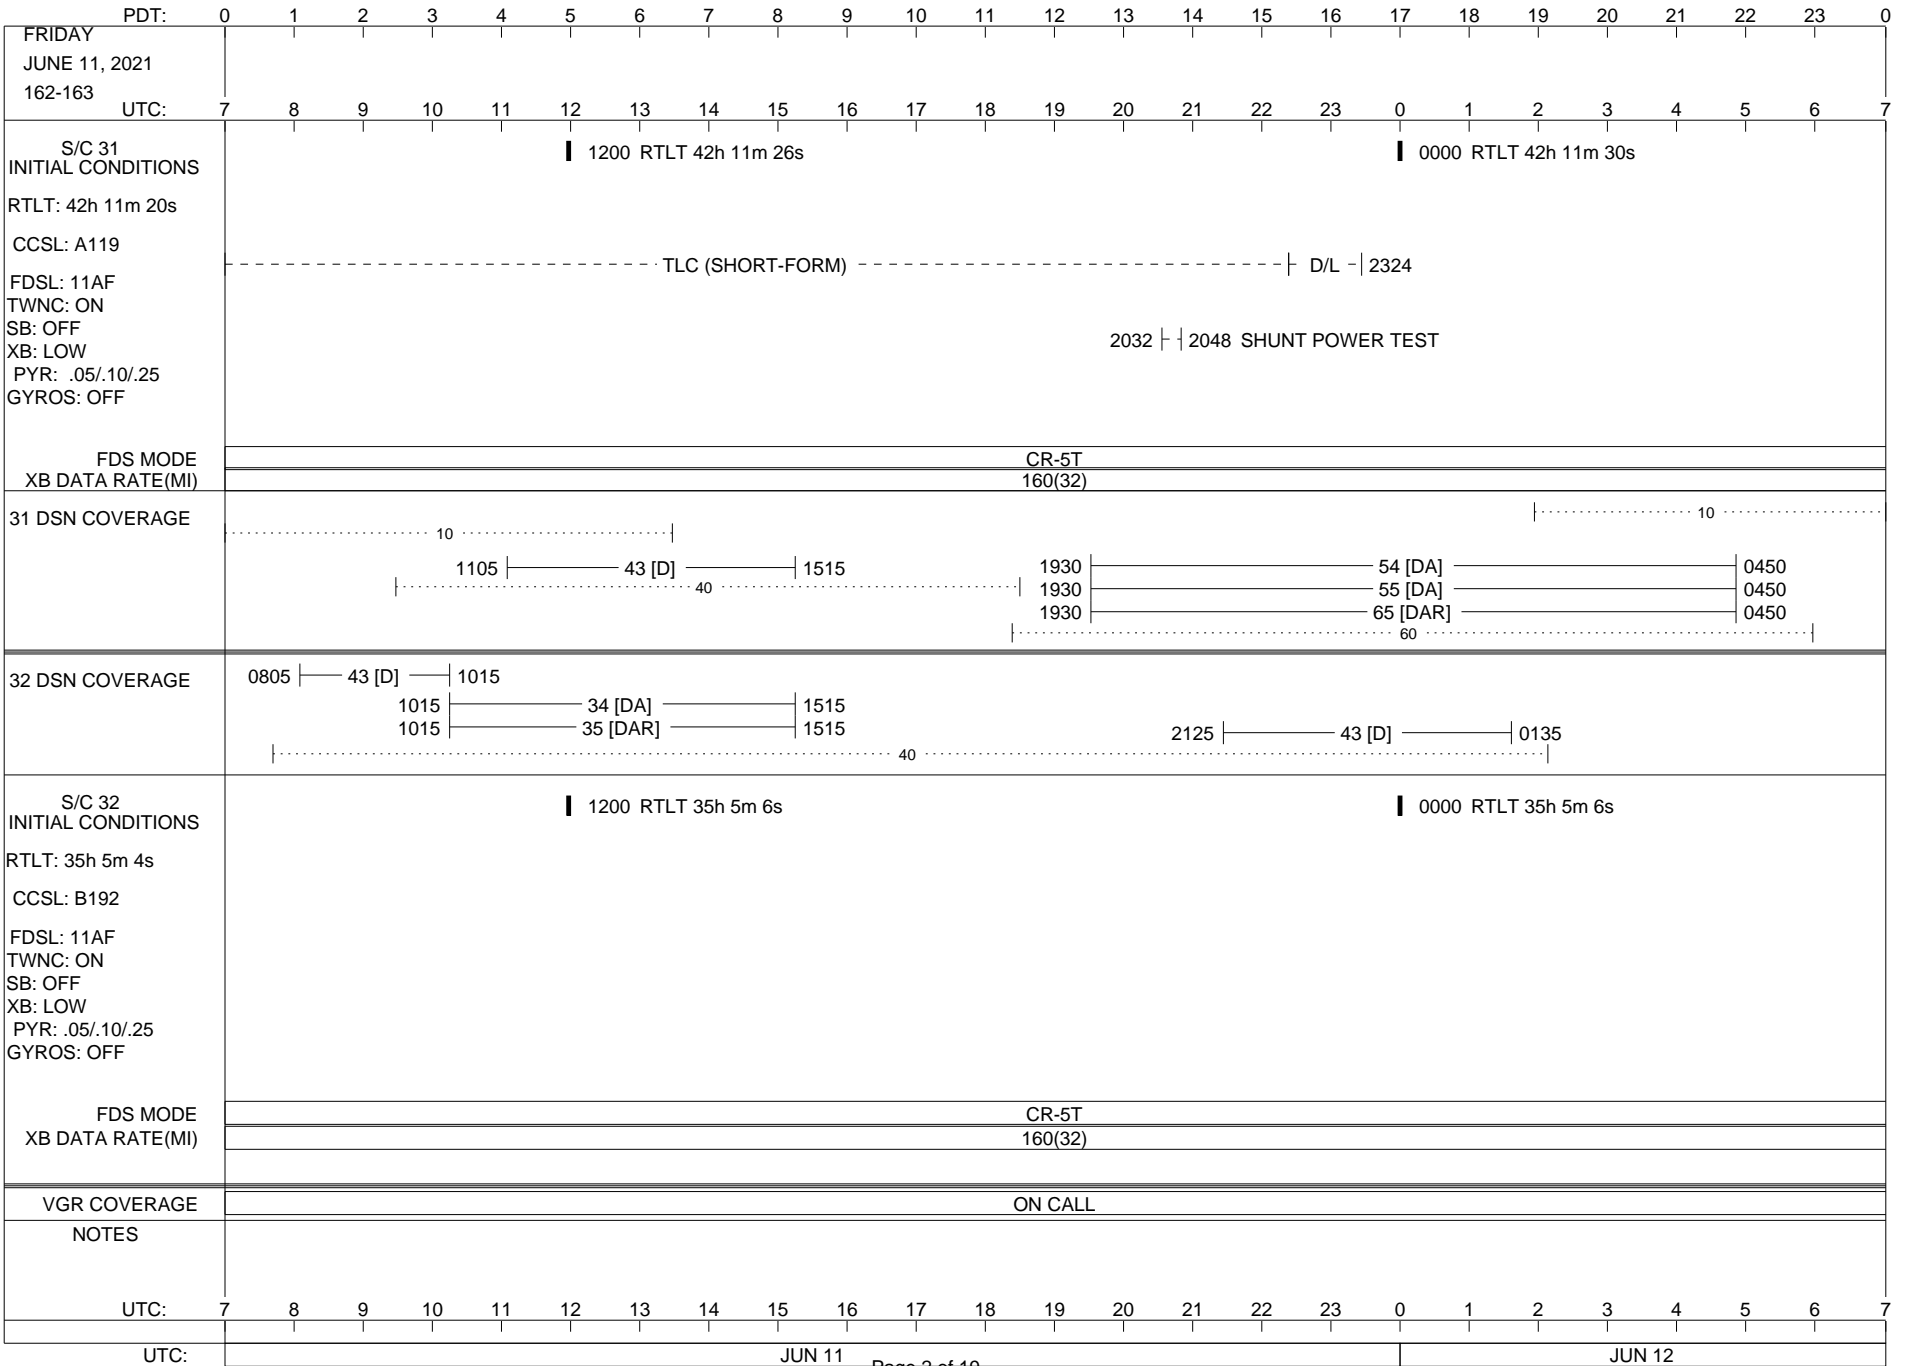 PDT: 0 1 2 3 4 5 6 7 8 9 10 11 12 13 14 15 16 17 18 19 20 21 22 23 0
FRIDAY
JUNE 11, 2021
162-163
UTC: 7 8 9 10 11 12 13 14 15 16 17 18 19 20 21 22 23 0 1 2 3 4 5 6 7
S/C 31
INITIAL CONDITIONS
1200 RTLT 42h 11m 26s 0000 RTLT 42h 11m 30s
RTLT: 42h 11m 20s
CCSL: A119
TLC (SHORT-FORM) D/L 2324
FDSL: 11AF
TWNC: ON
SB: OFF
2032 2048 SHUNT POWER TEST
XB: LOW
PYR: .05/.10/.25
GYROS: OFF
FDS MODE CR-5T
XB DATA RATE(MI) 160(32)
31 DSN COVERAGE 10
10
1105 43 [D] 1515 1930 54 [DA] 0450
40 1930 55 [DA] 0450
1930 65 [DAR] 0450
60
32 DSN COVERAGE 0805 43 [D] 1015
1015 34 [DA] 1515
1015 35 [DAR] 1515 2125 43 [D] 0135
40
S/C 32
INITIAL CONDITIONS
1200 RTLT 35h 5m 6s 0000 RTLT 35h 5m 6s
RTLT: 35h 5m 4s
CCSL: B192
FDSL: 11AF
TWNC: ON
SB: OFF
XB: LOW
PYR: .05/.10/.25
GYROS: OFF
FDS MODE CR-5T
XB DATA RATE(MI) 160(32)
VGR COVERAGE ON CALL
NOTES
UTC: 7 8 9 10 11 12 13 14 15 16 17 18 19 20 21 22 23 0 1 2 3 4 5 6 7
UTC: JUN 11 JUN 12